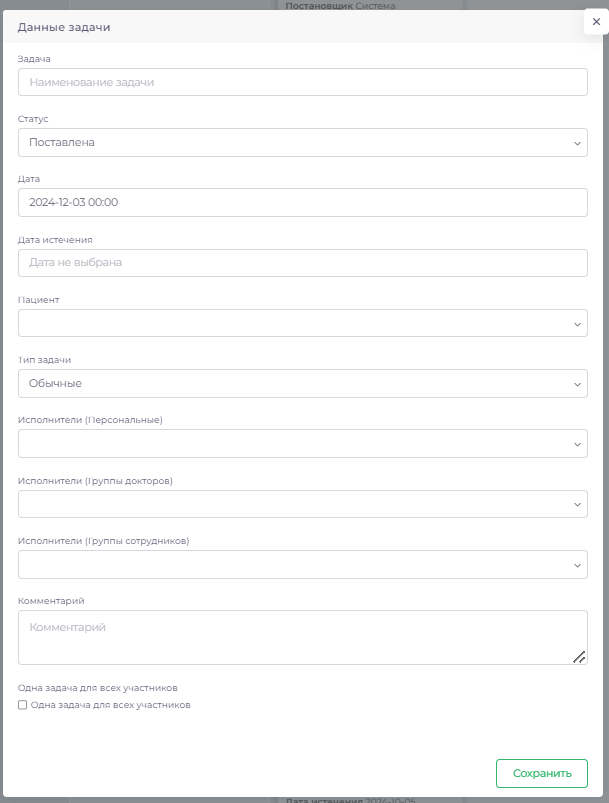 Постановщик Система
Данные задачи
Задача
Наименование задачи
Статус
Поставлена
Дата
2024-12-03 00:00
Дата истечения
Дата не выбрана
Пациент
Тип задачи
Обычные
Исполнители (Персональные)
Исполнители (Группы докторов)
Исполнители (Группы сотрудников)
Комментарий
Комментарий
Одна задача для всех участников
Одна задача для всех участников
Сохранить
Дата истечения 2024-10-05